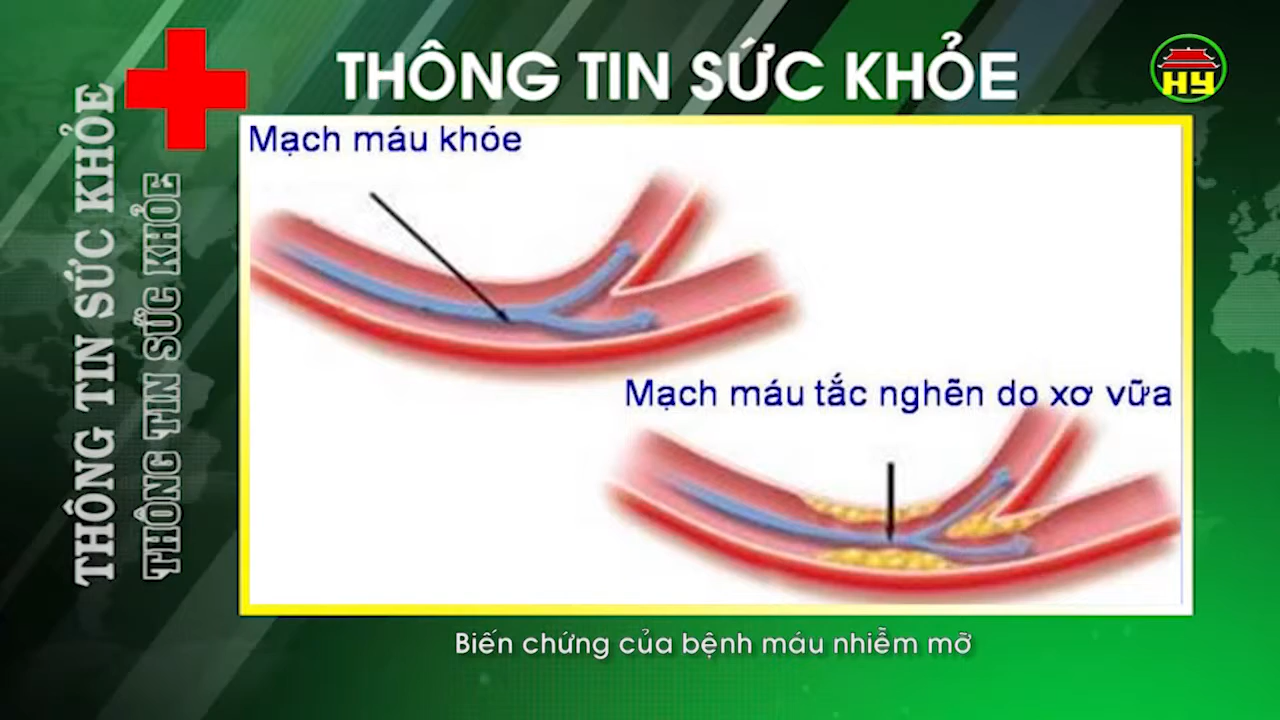 THÔNG TIN SỨC KHỎE
HY
THÔNG TIN SỨC KHỎE
THÔNG TIN SỨC KHỎE
Mạch máu khỏe
Mạch máu tắc nghẽn do xơ vữa
Biến chứng của bệnh máu nhiễm mỡ